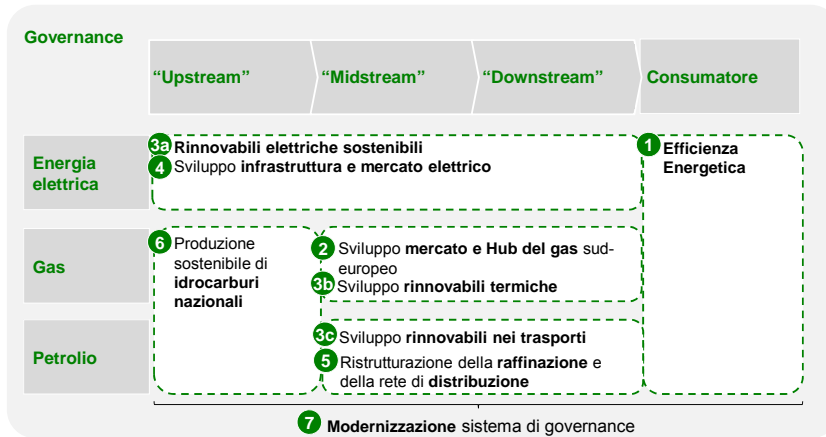 Governance
“Upstream”
“Midstream”
“Downstream”
Consumatore
Energia
elettrica
3a Rinnovabili elettriche sostenibili
4 Sviluppo infrastruttura e mercato elettrico
1 Efficienza
Energetica
Gas
6 Produzione
sostenibile di
idrocarburi
nazionali
2 Sviluppo mercato e Hub del gas sud-
europeo
3b Sviluppo rinnovabili termiche
Petrolio
3c Sviluppo rinnovabili nei trasporti
5 Ristrutturazione della raffinazione e
della rete di distribuzione
7 Modernizzazione sistema di governance